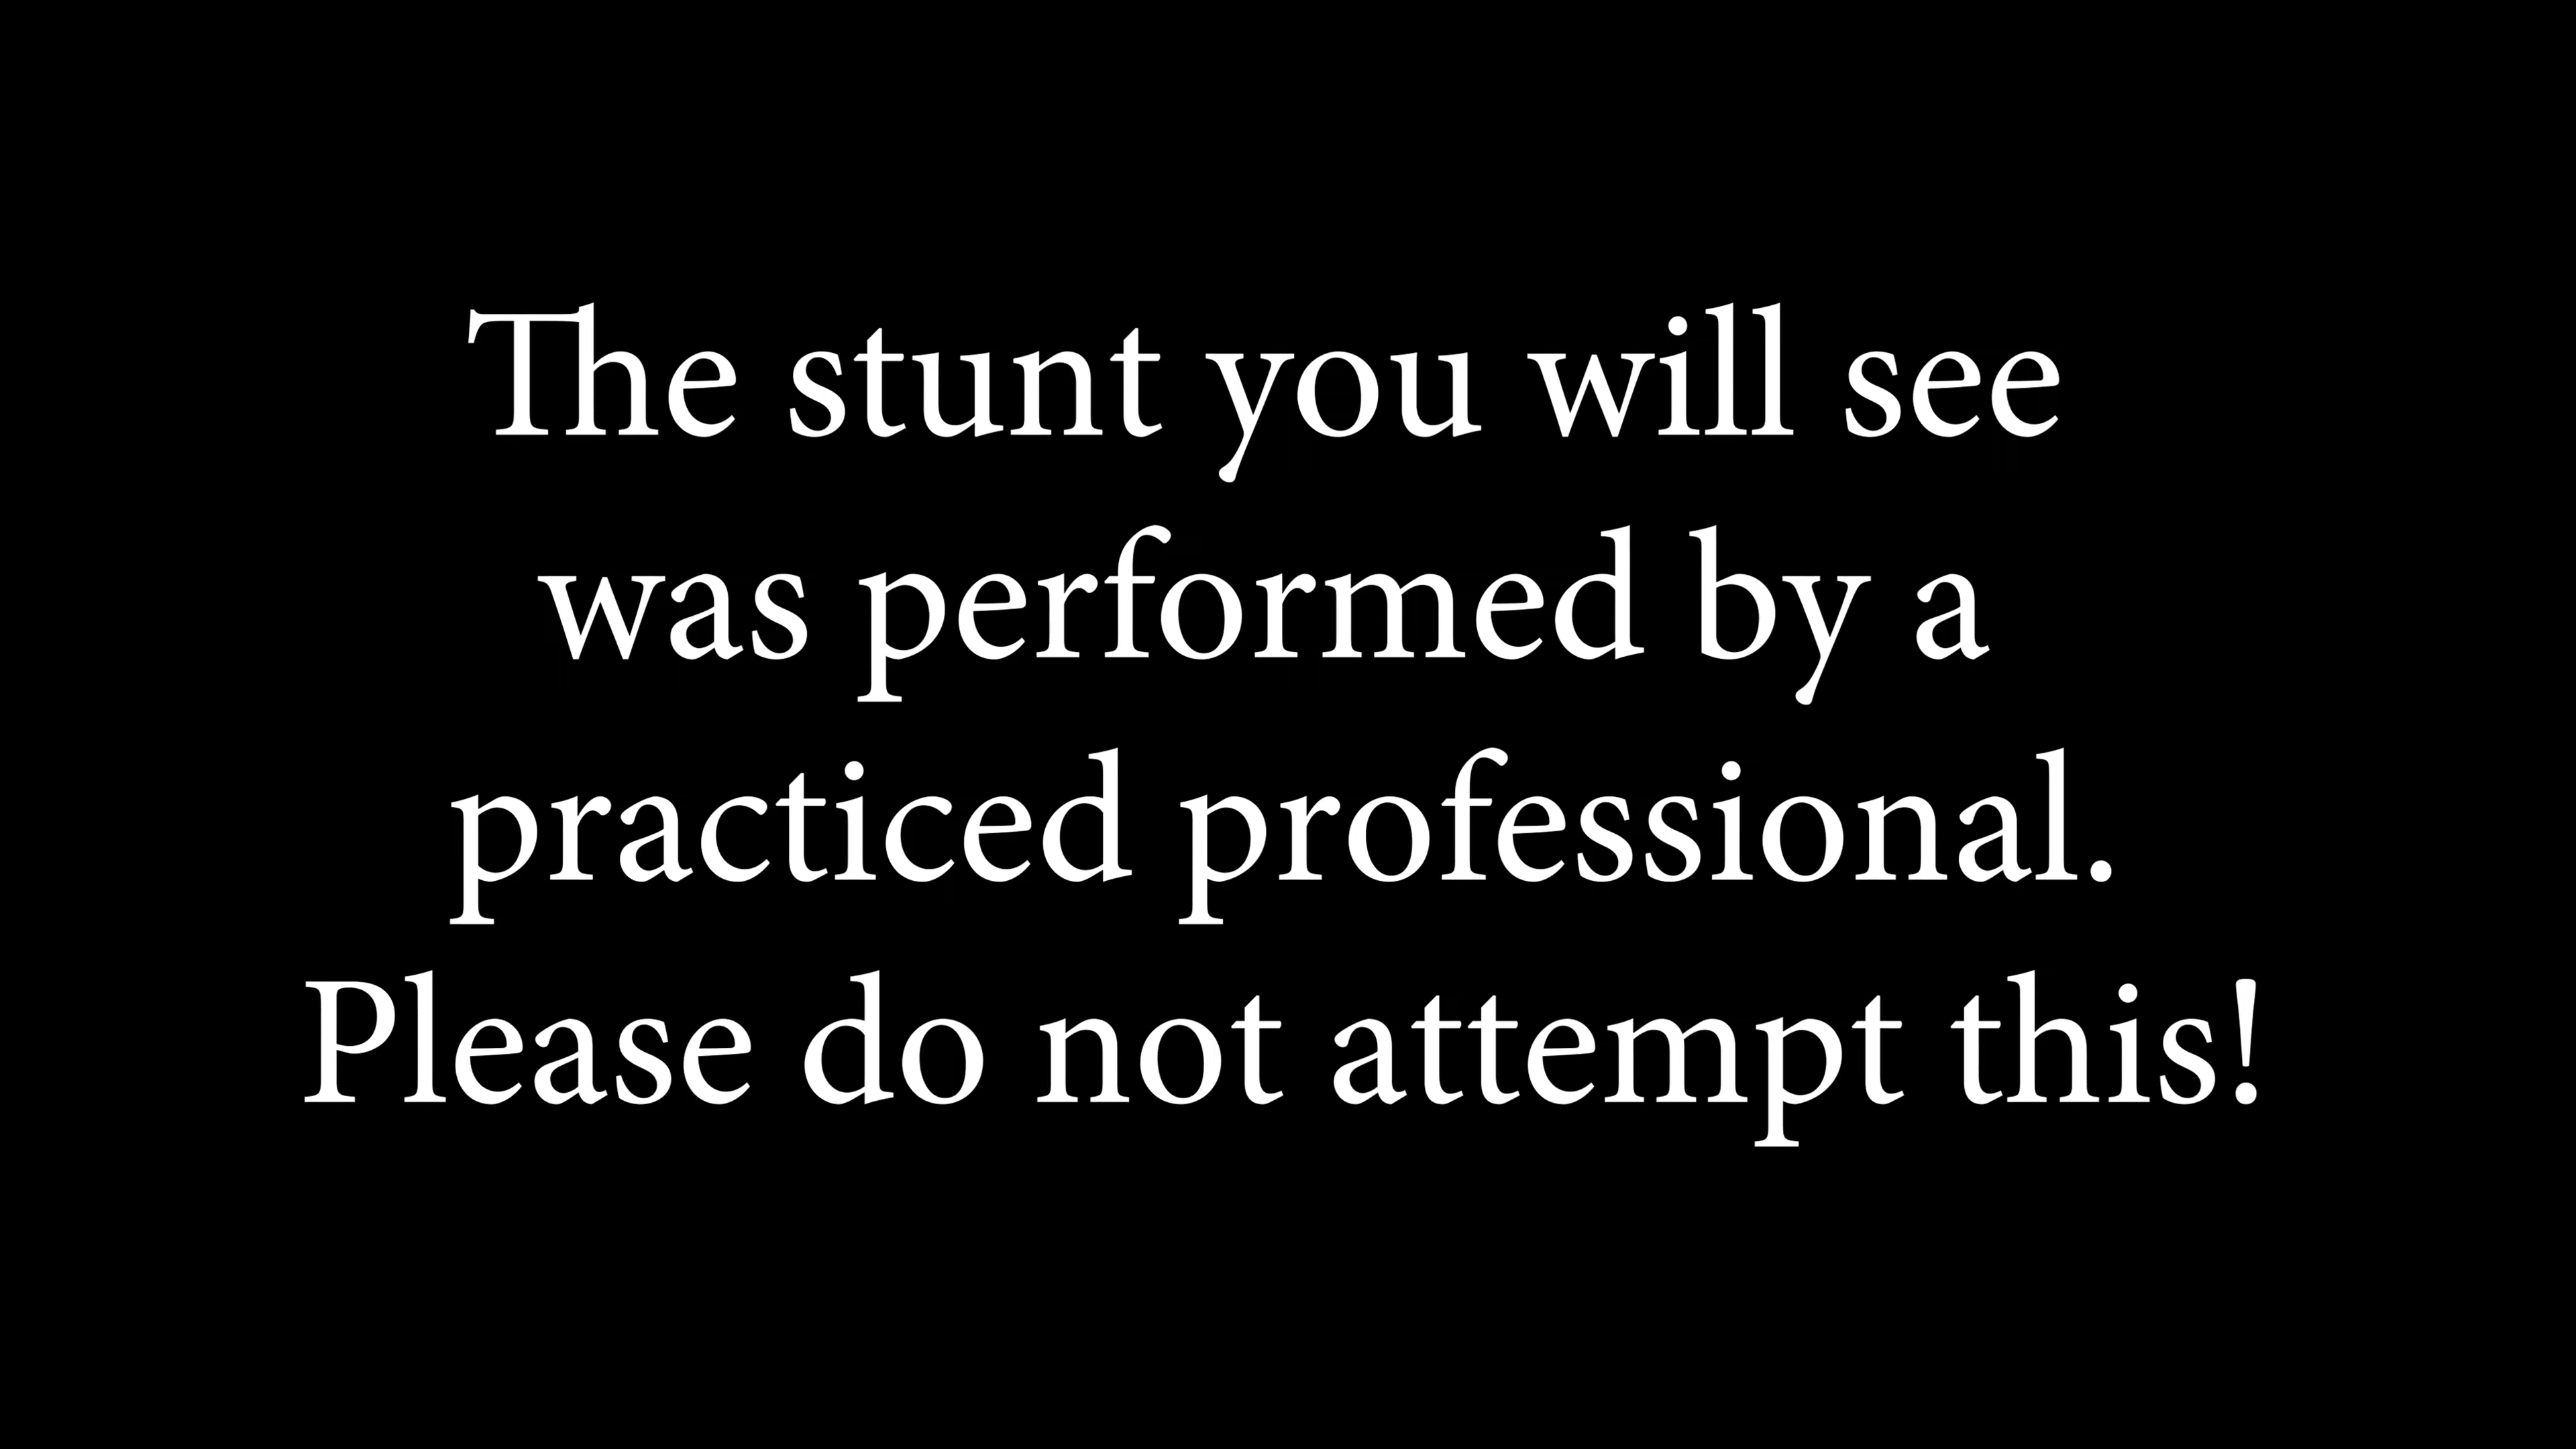 The stunt you will see
was performed by a
practiced professional.
Please do not attempt this!